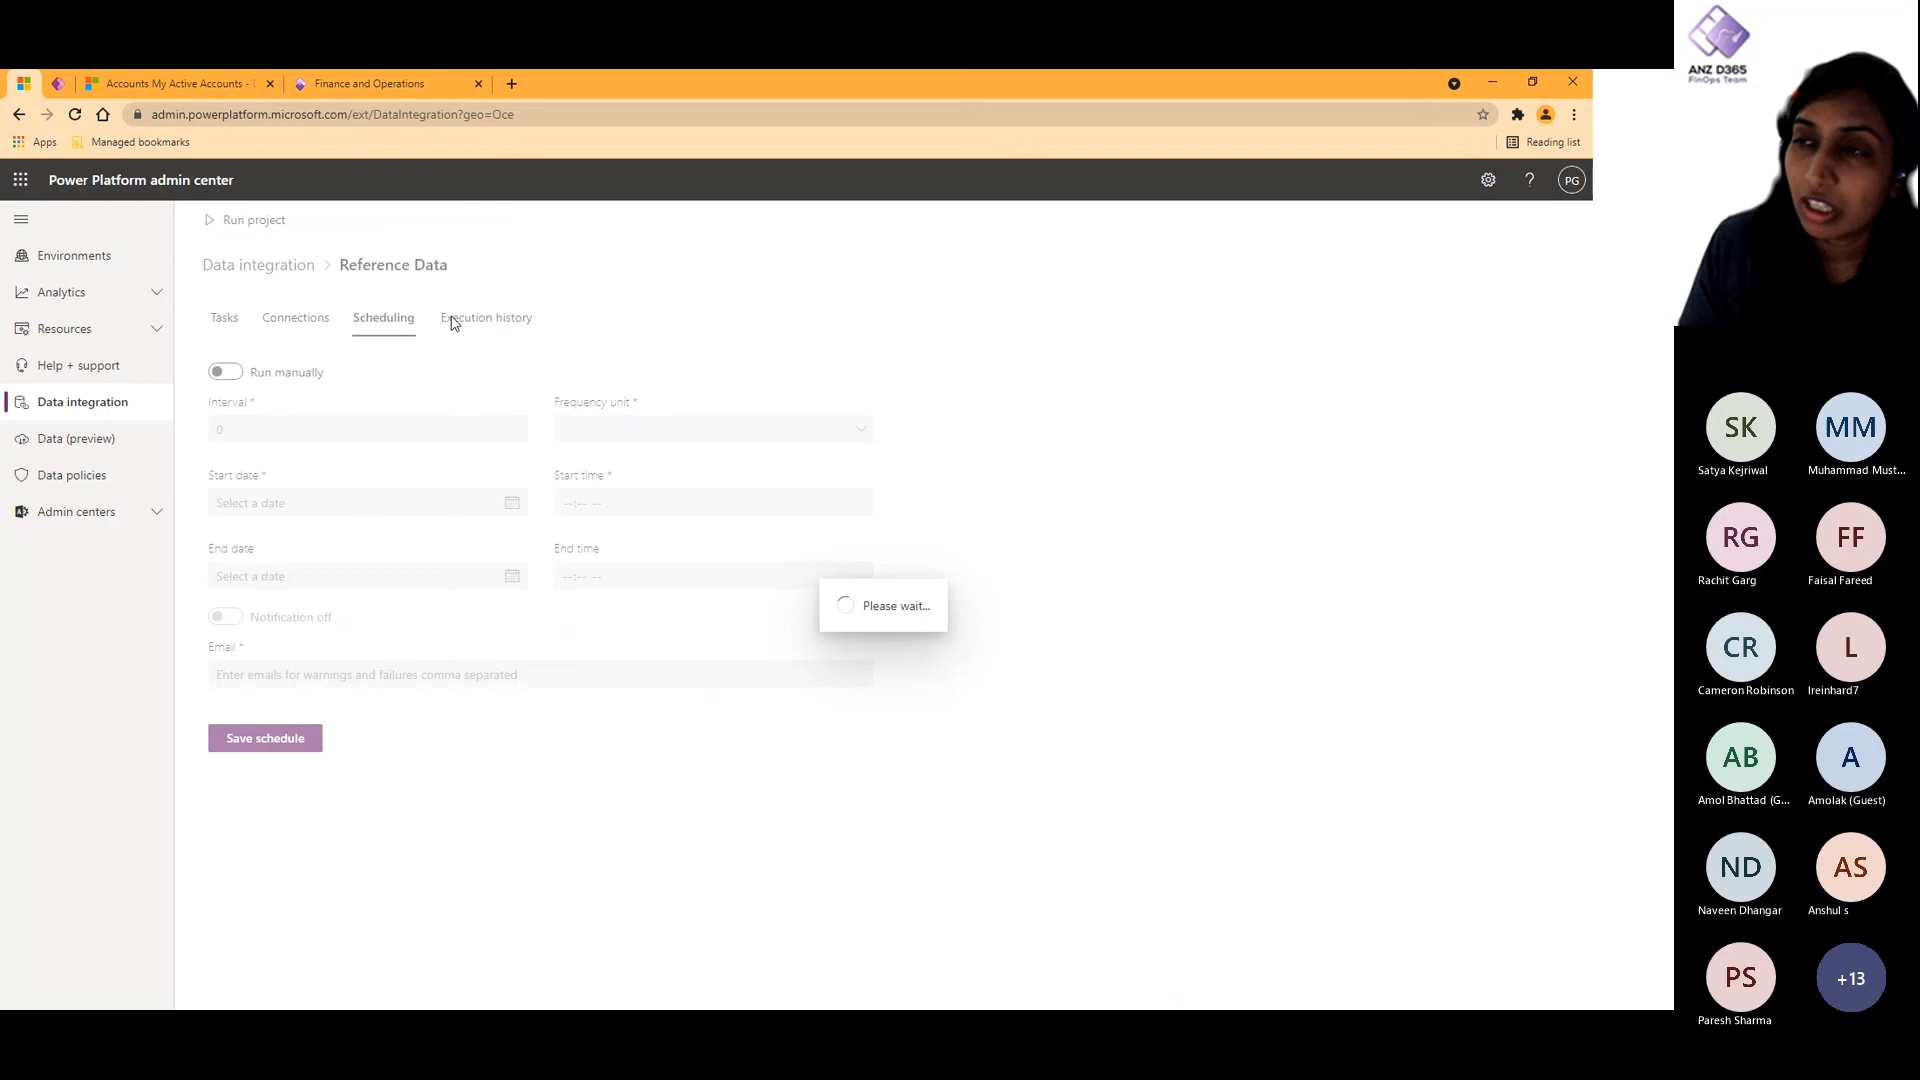 ANZ D365
FinOps Team
Accounts My Active Accounts -
Finance and Operations
admin.powerplatform.microsoft.com/ext/DataIntegration?geo=Oce
Apps
Managed bookmarks
Reading list
Power Platform admin center
PG
Run project
Environments
Data integration > Reference Data
Analytics
Tasks
Connections
Scheduling
Execution history
Resources
Help + support
Run manually
Data integration
Interval *
Frequency unit *
0
Data (preview)
Data policies
Start date *
Start time *
Select a date
--:-- --
Admin centers
End date
End time
Select a date
--:-- --
Please wait...
Notification off
Email *
Enter emails for warnings and failures comma separated
Save schedule
SK
MM
Satya Kejriwal
Muhammad Must...
RG
FF
Rachit Garg
Faisal Fareed
CR
L
Cameron Robinson
lreinhard7
AB
A
Amol Bhattad (G...
Amolak (Guest)
ND
AS
Naveen Dhangar
Anshul s
PS
+13
Paresh Sharma